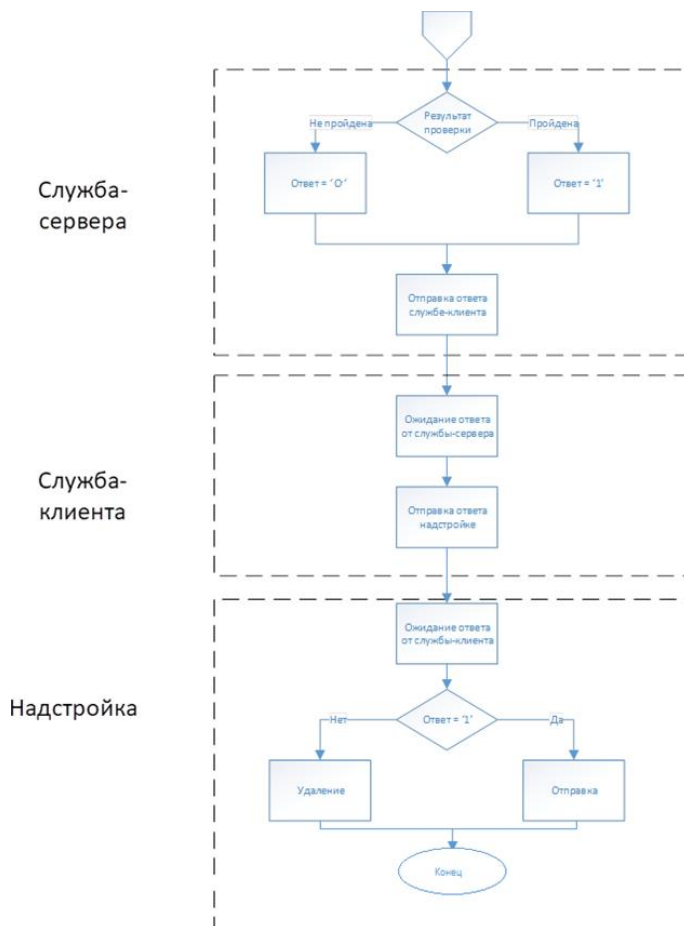 Результат
проверки
Не пройдена
Пройдена
Ответ = ‘О’
Ответ = ‘1’
Служба-
сервера
Отправка ответа
службе-клиента
Ожидание ответа
от службы-сервера
Служба-
клиента
Отправка ответа
надстройке
Ожидание ответа
от службы-клиента
Надстройка
Нет
Ответ = ‘1’
Да
Удаление
Отправка
Конец